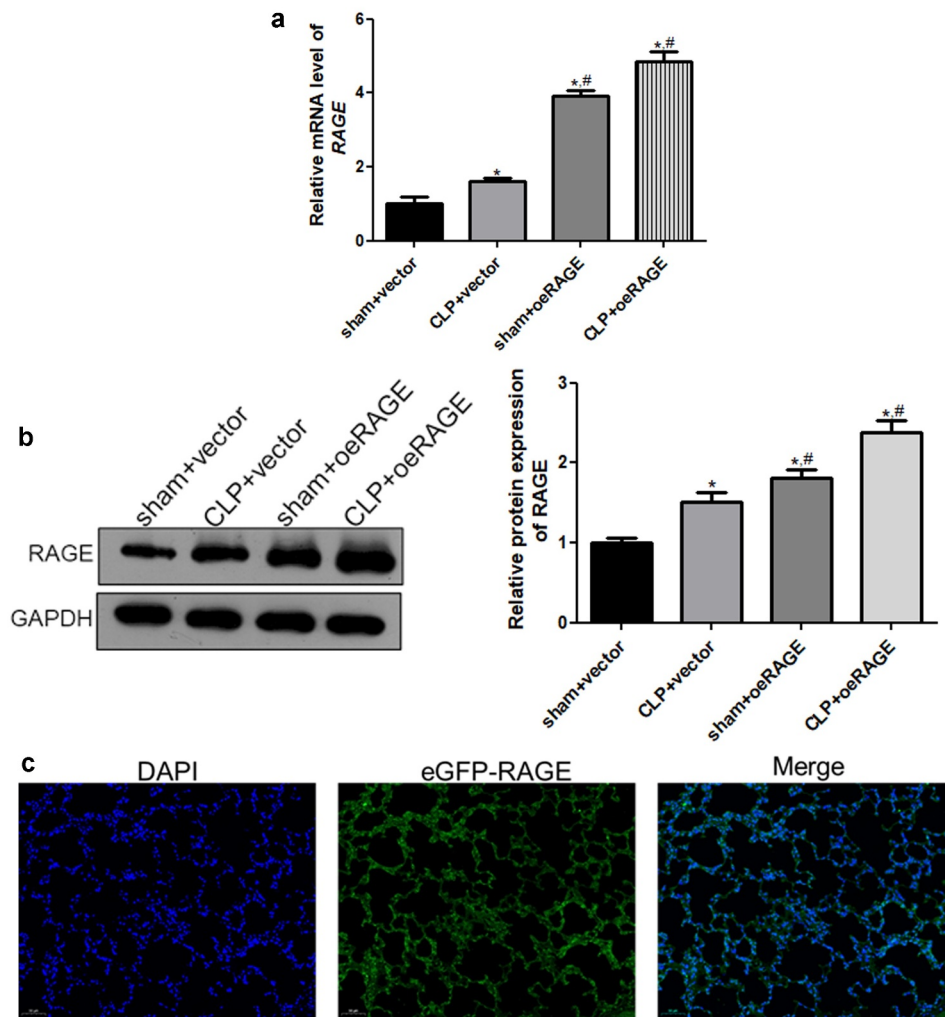 a
Relative mRNA level of
RAGE
6
4
2
0
*
*,#
*,#
sham+vector
CLP+vector
sham+oeRAGE
CLP+oeRAGE
b
sham+vector
CLP+vector
sham+oeRAGE
CLP+oeRAGE
RAGE
GAPDH
Relative protein expression
of RAGE
3
2
1
0
*
*,#
*,#
sham+vector
CLP+vector
sham+oeRAGE
CLP+oeRAGE
c
DAPI
eGFP-RAGE
Merge